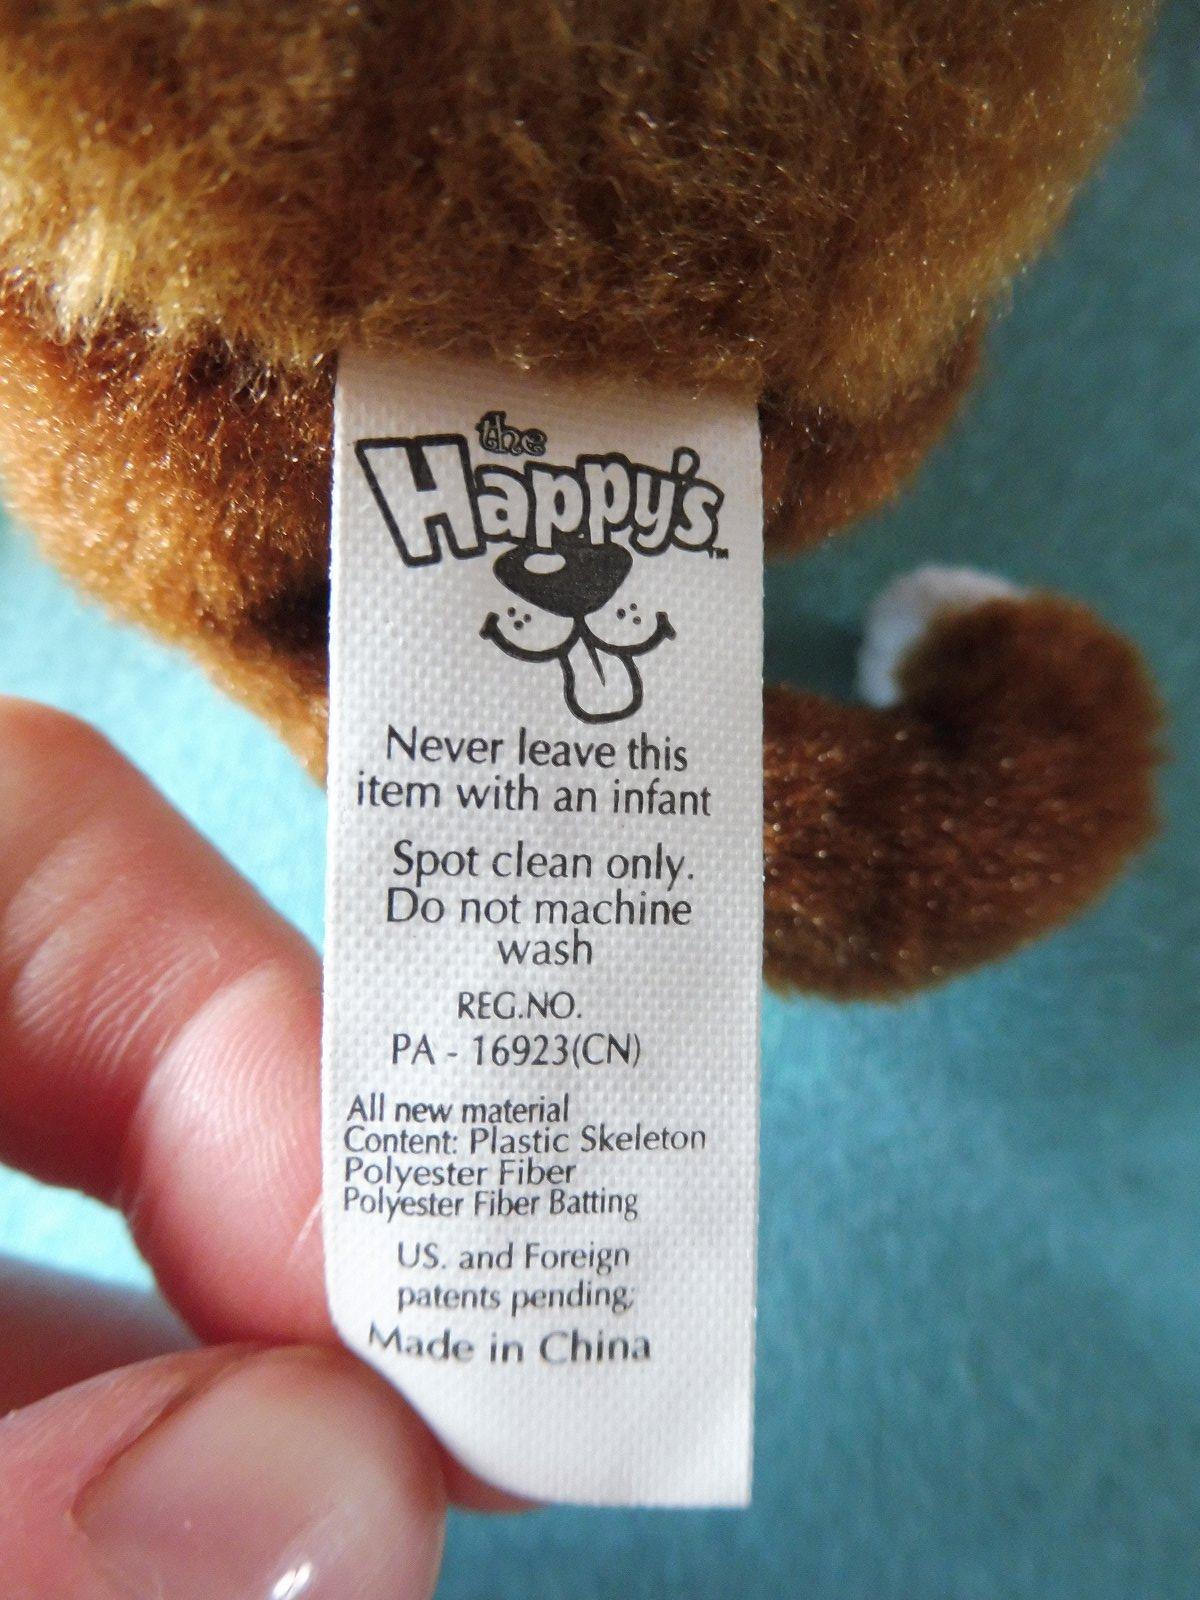 the
Happy's™
Never leave this
item with an infant
Spot clean only.
Do not machine
wash
REG.NO.
PA - 16923(CN)
All new material
Content: Plastic Skeleton
Polyester Fiber
Polyester Fiber Batting
US. and Foreign
patents pending;
Made in China